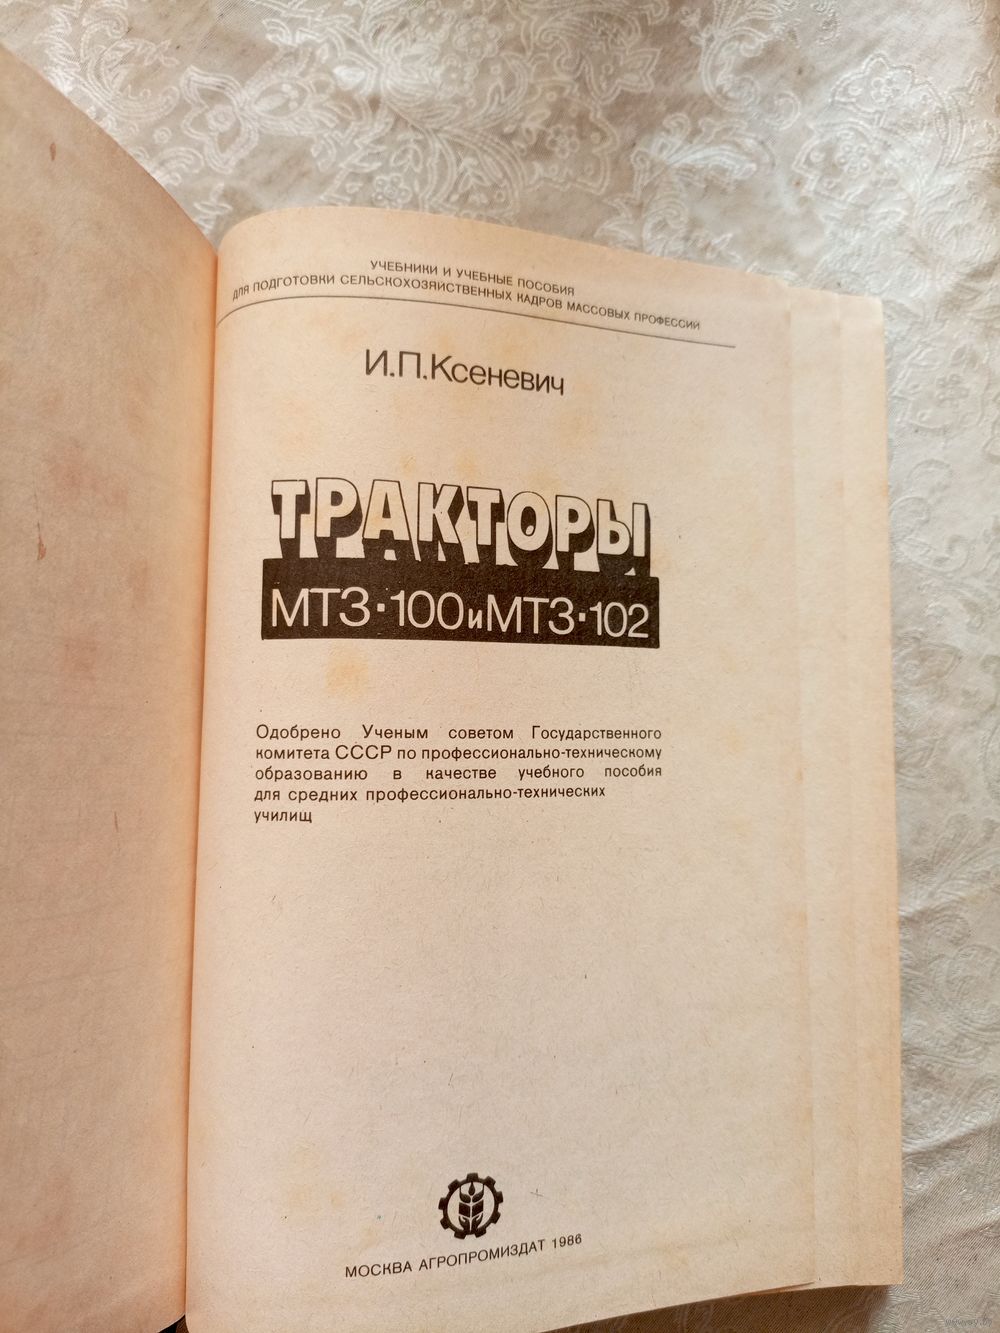 УЧЕБНИКИ И УЧЕБНЫЕ ПОСОБИЯ
ДЛЯ ПОДГОТОВКИ СЕЛЬСКОХОЗЯЙСТВЕННЫХ КАДРОВ МАССОВЫХ ПРОФЕССИЙ
И.П.Ксеневич
ТРАКТОРЫ
МТЗ·100 и МТЗ·102
Одобрено Ученым советом Государственного
комитета СССР по профессионально-техническому
образованию в качестве учебного пособия
для средних профессионально-технических
училищ
МОСКВА АГРОПРОМИЗДАТ 1986